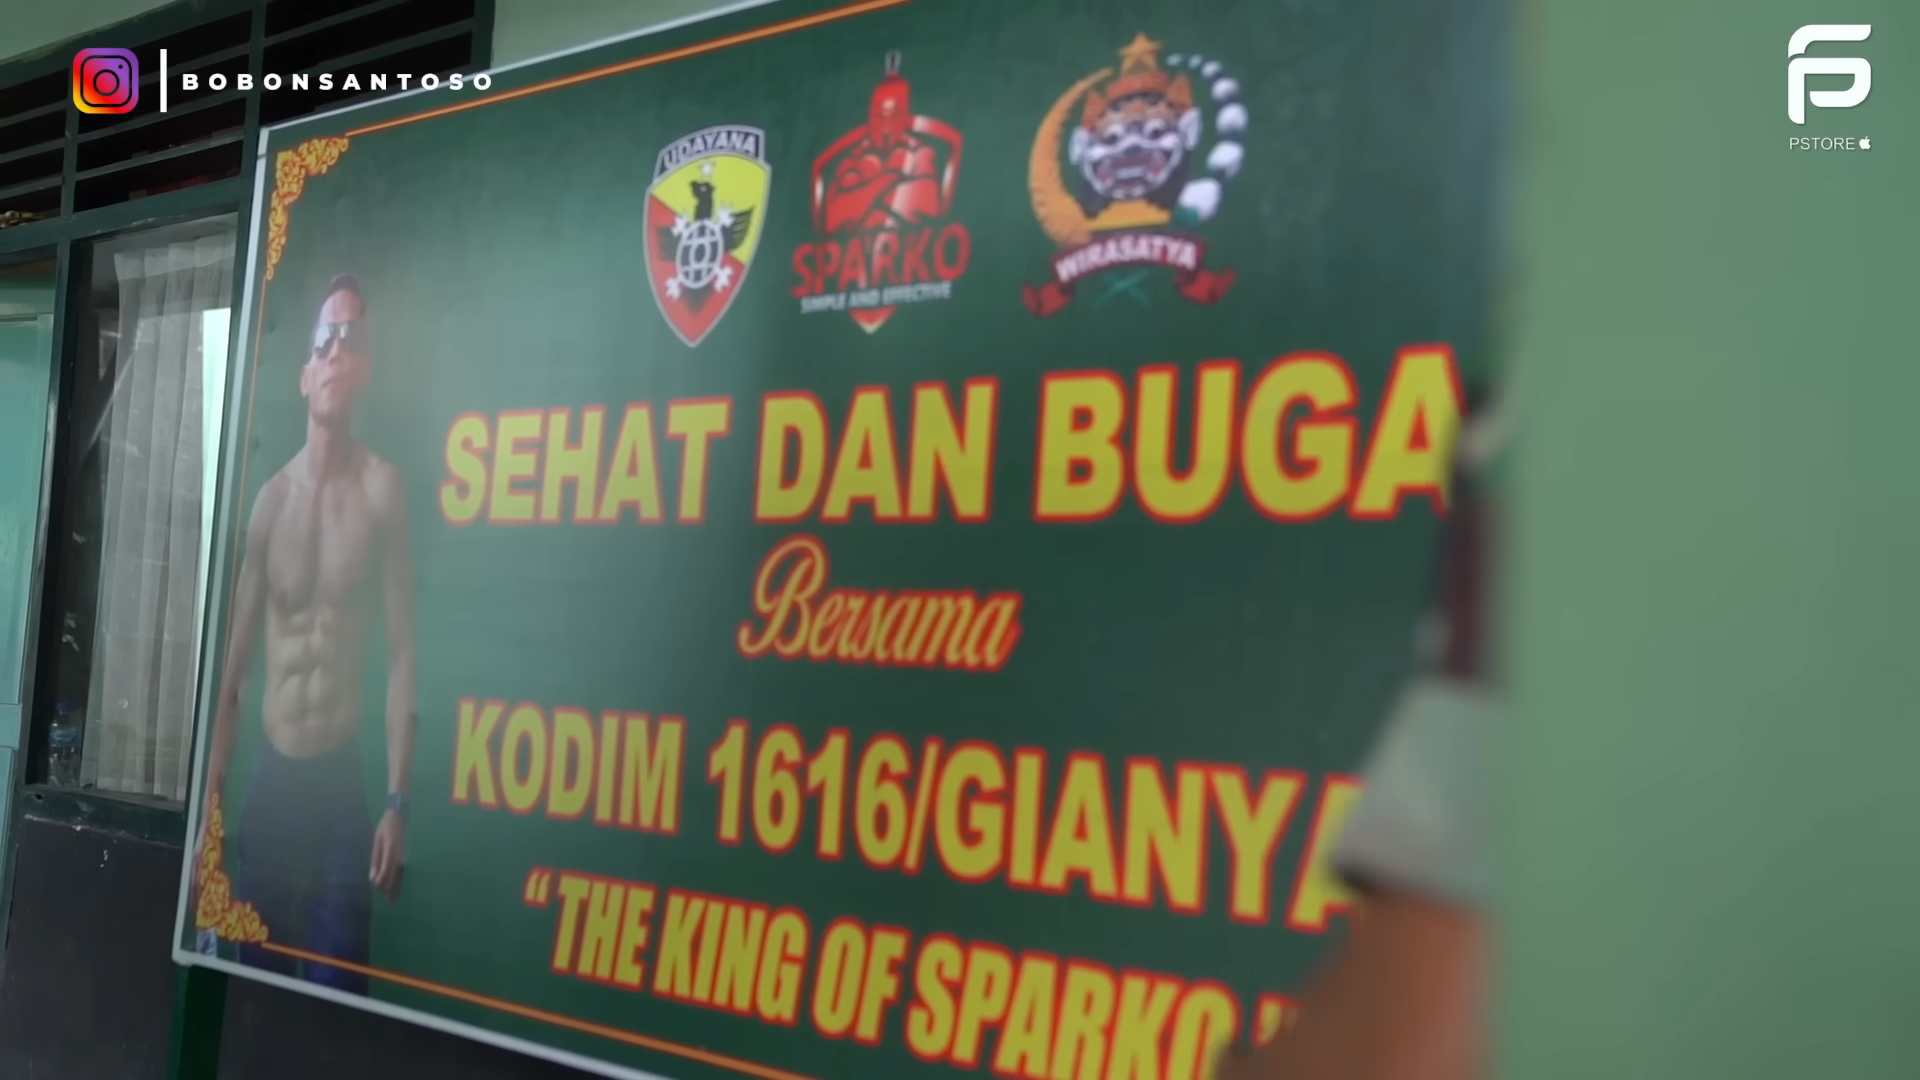 BOBONSANTOSO
PSTORE
UDAYANA
SPARKO
SIMPLE AND EFFECTIVE
WIRASATYA
SEHAT DAN BUGA
Bersama
KODIM 1616/GIANYA
“THE KING OF SPARKO”